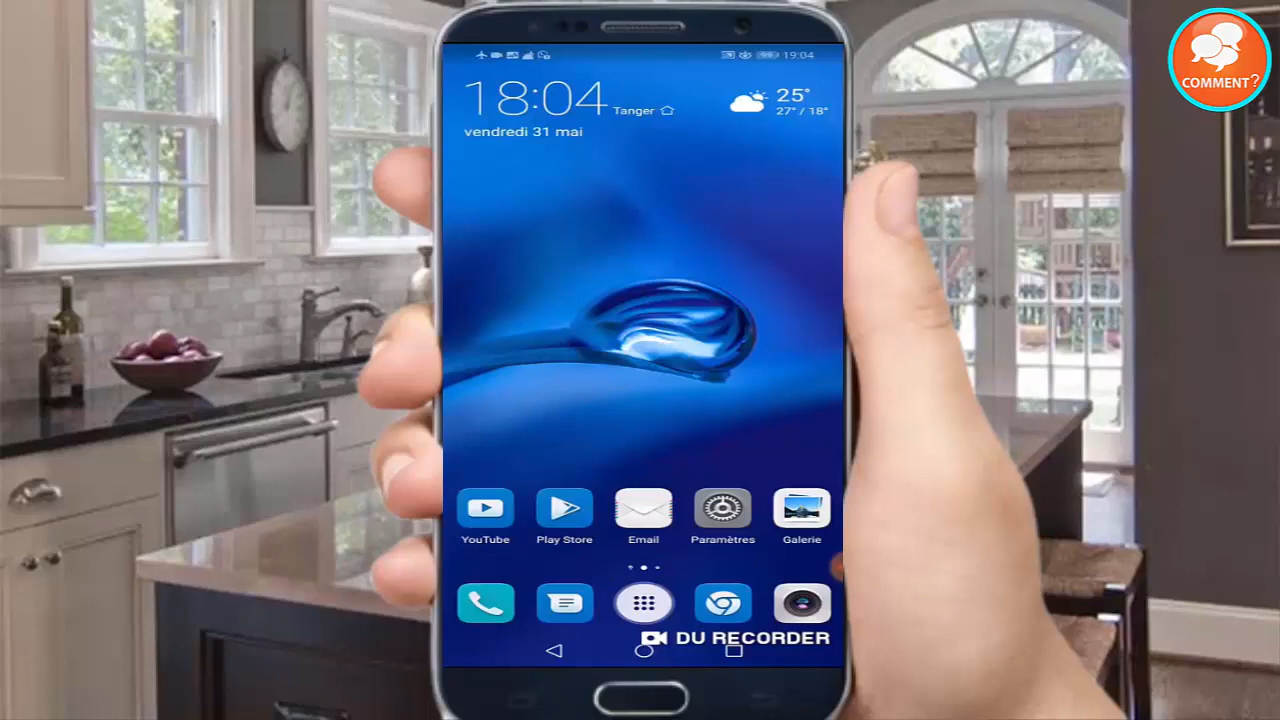 19:04
18:04
Tanger
25°
27° / 18°
vendredi 31 mai
YouTube
Play Store
Email
Paramètres
Galerie
DU RECORDER
COMMENT?